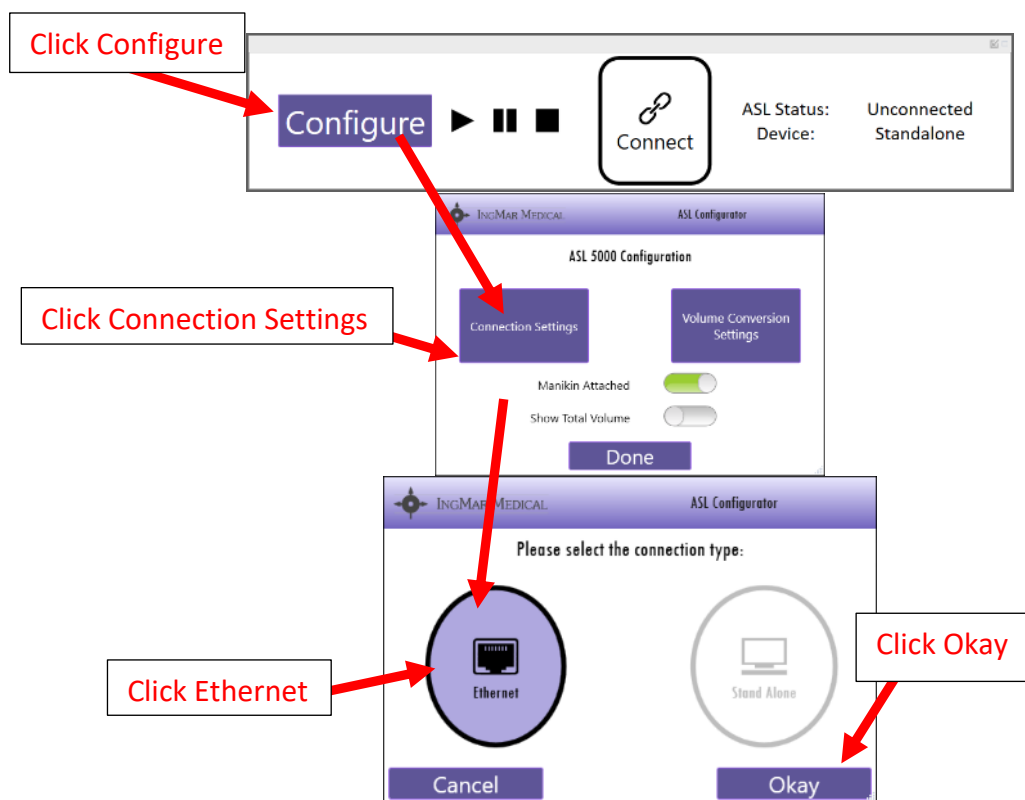 Click Configure
Configure
Connect
ASL Status: Unconnected
Device: Standalone
INGMAR MEDICAL
ASL Configurator
ASL 5000 Configuration
Click Connection Settings
Connection Settings
Volume Conversion
Settings
Manikin Attached
Show Total Volume
Done
INGMAR MEDICAL
ASL Configurator
Please select the connection type:
Click Ethernet
Ethernet
Stand Alone
Click Okay
Cancel
Okay